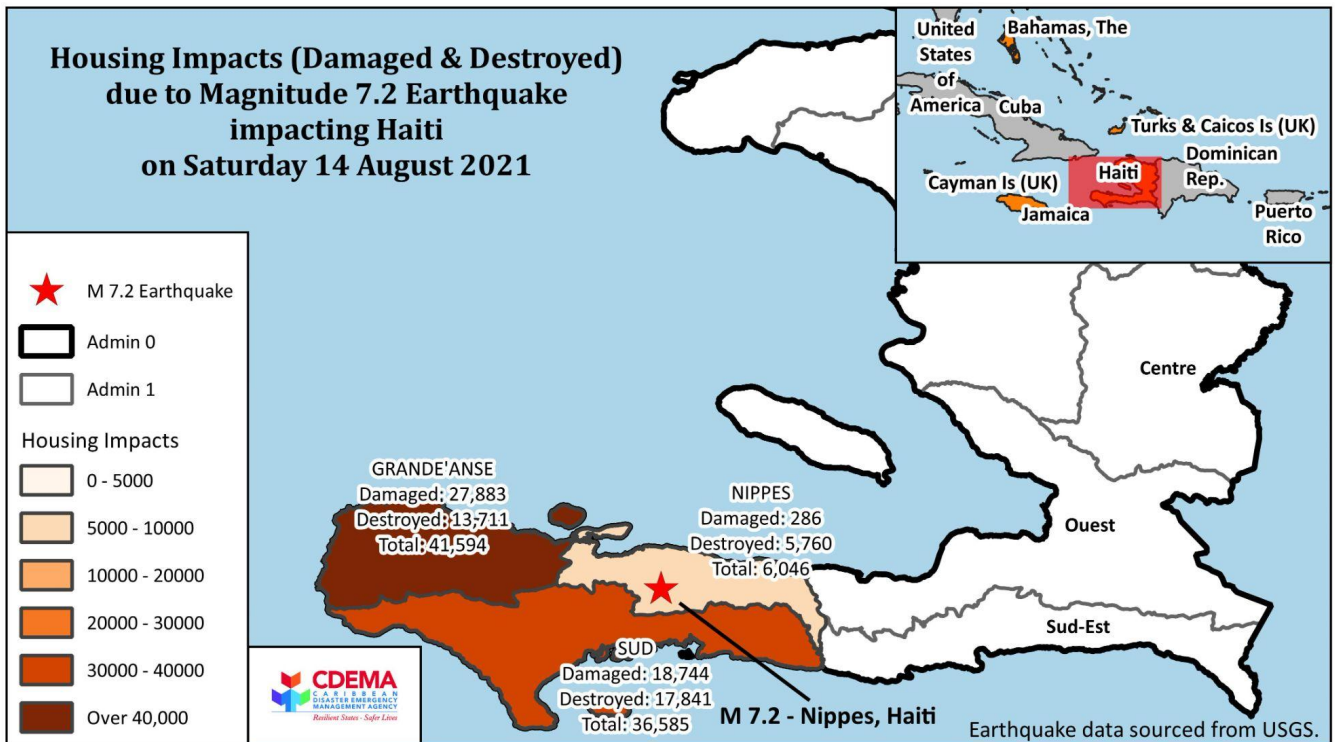 Housing Impacts (Damaged & Destroyed)
due to Magnitude 7.2 Earthquake
impacting Haiti
on Saturday 14 August 2021
United
States
of
America
Bahamas, The
Cuba
Turks & Caicos Is (UK)
Dominican
Rep.
Haiti
Cayman Is (UK)
Jamaica
Puerto
Rico
M 7.2 Earthquake
Admin 0
Admin 1
Housing Impacts
0 - 5000
5000 - 10000
10000 - 20000
20000 - 30000
30000 - 40000
Over 40,000
Centre
Ouest
Sud-Est
GRANDE'ANSE
Damaged: 27,883
Destroyed: 13,711
Total: 41,594
NIPPES
Damaged: 286
Destroyed: 5,760
Total: 6,046
SUD
Damaged: 18,744
Destroyed: 17,841
Total: 36,585
M 7.2 - Nippes, Haiti
CDEMA
CARIBBEAN
DISASTER EMERGENCY
MANAGEMENT AGENCY
Resilient States - Safer Lives
Earthquake data sourced from USGS.